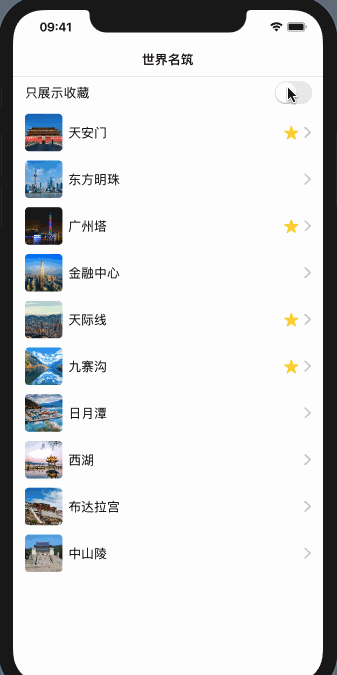 09:41
世界名筑
只展示收藏
天安门
东方明珠
广州塔
金融中心
天际线
九寨沟
日月潭
西湖
布达拉宫
中山陵